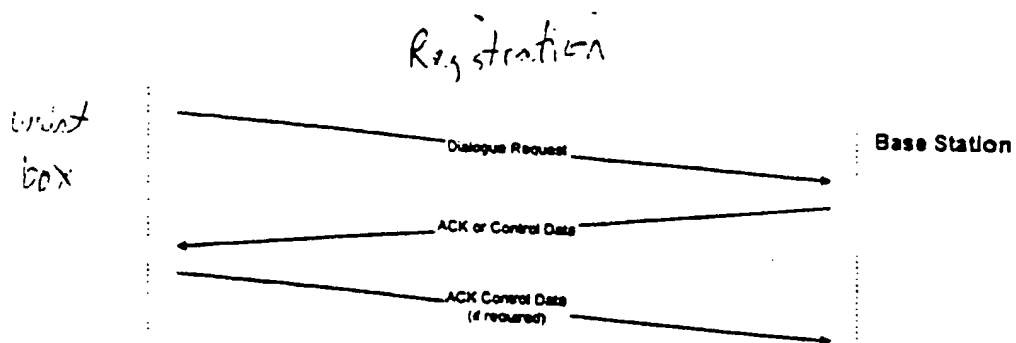 Registration
wrist
box
Dialogue Request
Base Station
ACK or Control Data
ACK Control Data
(if required)